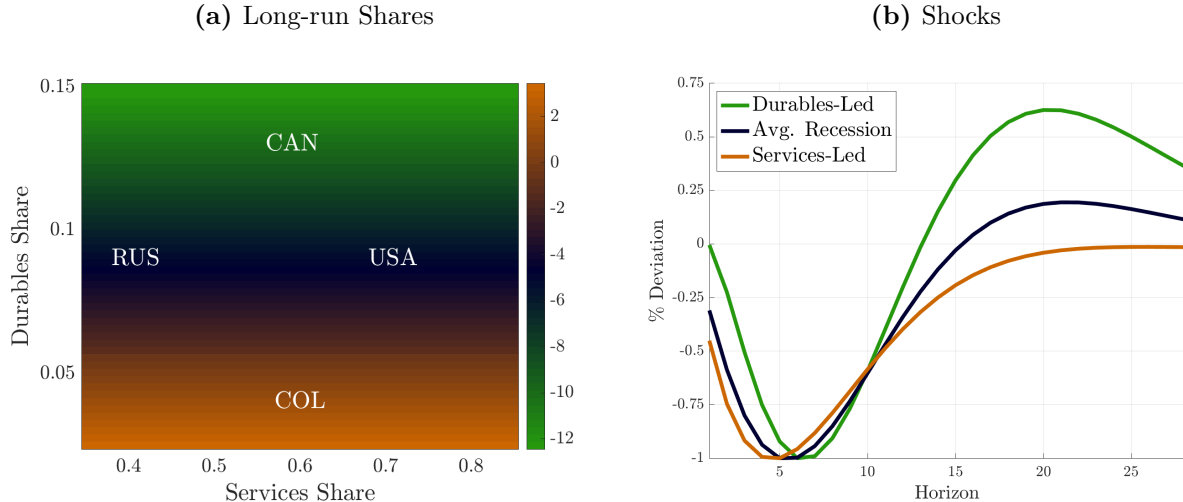 (a) Long-run Shares
0.15
0.1
0.05
Durables Share
CAN
RUS
USA
COL
0.4 0.5 0.6 0.7 0.8
Services Share
2
0
-2
-4
-6
-8
-10
-12
(b) Shocks
0.75
0.5
0.25
0
-0.25
-0.5
-0.75
-1
% Deviation
Durables-Led
Avg. Recession
Services-Led
5 10 15 20 25
Horizon